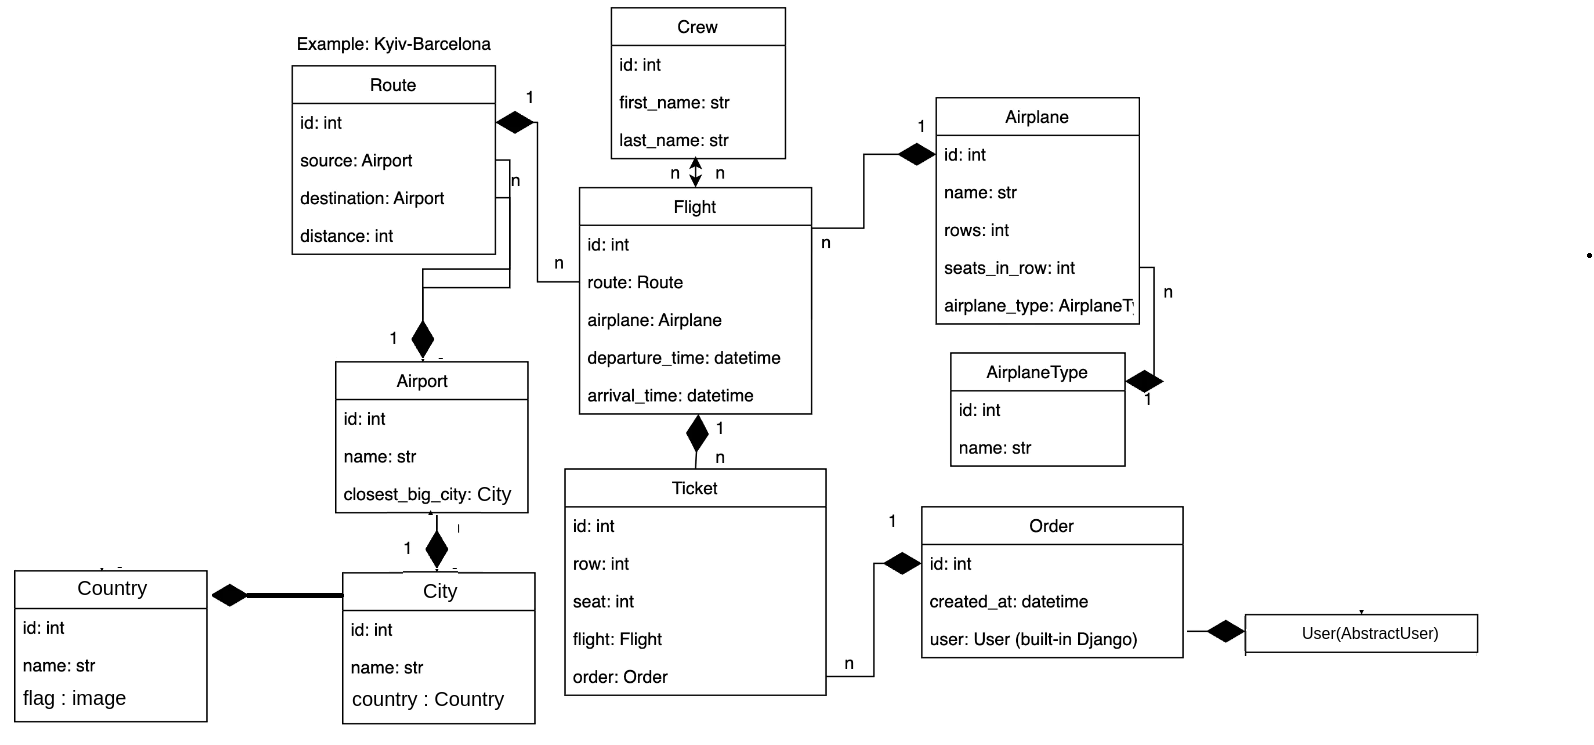 Example: Kyiv-Barcelona
Route
id: int
source: Airport
destination: Airport
distance: int
1
n
n
1
Crew
id: int
first_name: str
last_name: str
n
n
Flight
id: int
route: Route
airplane: Airplane
departure_time: datetime
arrival_time: datetime
1
n
n
1
Airplane
id: int
name: str
rows: int
seats_in_row: int
airplane_type: AirplaneTy
n
1
AirplaneType
id: int
name: str
Airport
id: int
name: str
closest_big_city: City
1
Country
id: int
name: str
flag : image
City
id: int
name: str
country : Country
Ticket
id: int
row: int
seat: int
flight: Flight
order: Order
n
1
Order
id: int
created_at: datetime
user: User (built-in Django)
User(AbstractUser)